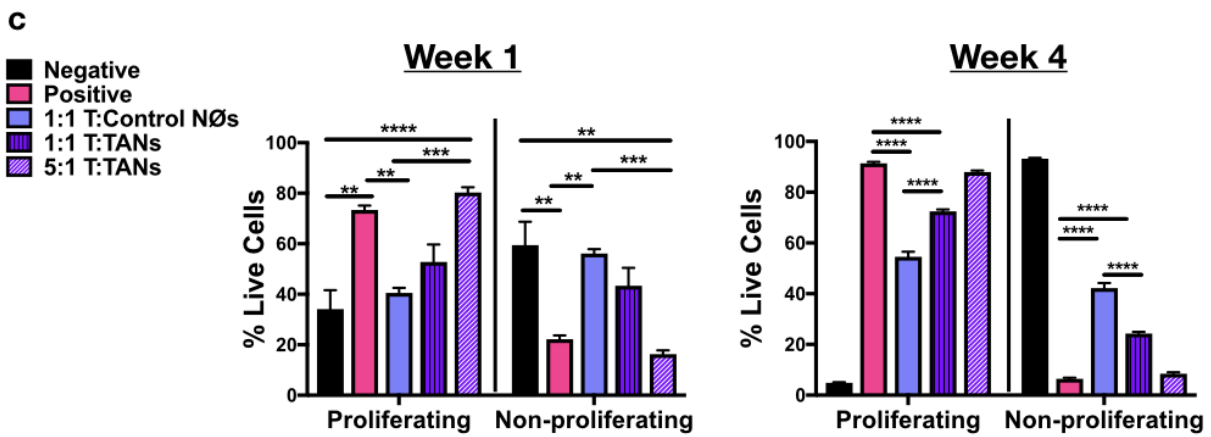 c
Negative
Positive
1:1 T:Control NØs
1:1 T:TANs
5:1 T:TANs
Week 1
% Live Cells
100
80
60
40
20
0
****
***
**
**
**
***
**
**
Proliferating
Non-proliferating
Week 4
% Live Cells
100
80
60
40
20
0
****
****
****
****
****
****
Proliferating
Non-proliferating